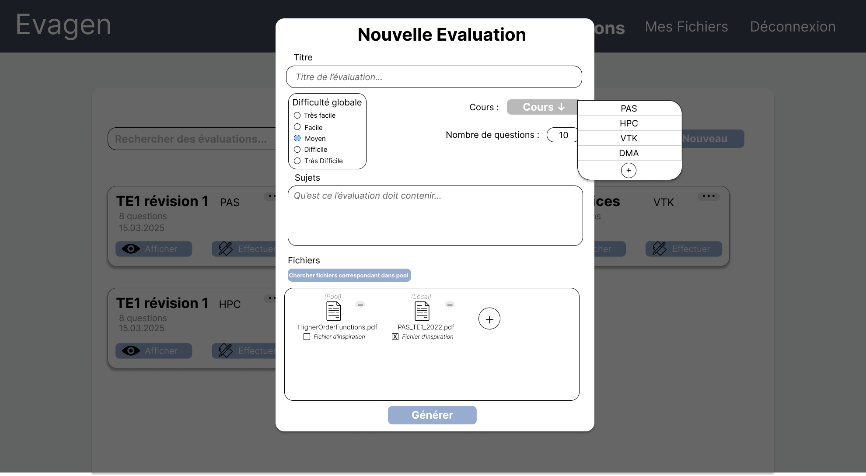 Evagen
ons
Mes Fichiers
Déconnexion
Nouvelle Evaluation
Titre
Titre de l'évaluation...
Difficulté globale
Très facile
Facile
Moyen
Difficile
Très Difficile
Cours :
Cours ↓
Nombre de questions :
10
PAS
HPC
VTK
DMA
+
Sujets
Qu'est ce l'évaluation doit contenir...
Fichiers
Chercher fichiers correspondant dans pool
(Pool)
HigherOrderFunctions.pdf
Fichier d'inspiration
(Local)
PAS_TE1_2022.pdf
X Fichier d'inspiration
+
Générer
Rechercher des évaluations...
Nouveau
TE1 révision 1
PAS
8 questions
15.03.2025
Afficher
Effectuer
ices
VTK
ns
cher
Effectuer
TE1 révision 1
HPC
8 questions
15.03.2025
Afficher
Effectuer